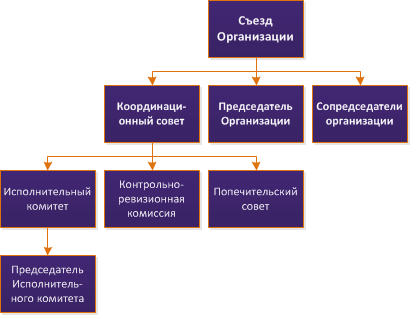 Съезд
Организации
Координаци-
онный совет
Председатель
Организации
Сопредседатели
организации
Исполнительный
комитет
Контрольно-
ревизионная
комиссия
Попечительский
совет
Председатель
Исполнитель-
ного комитета